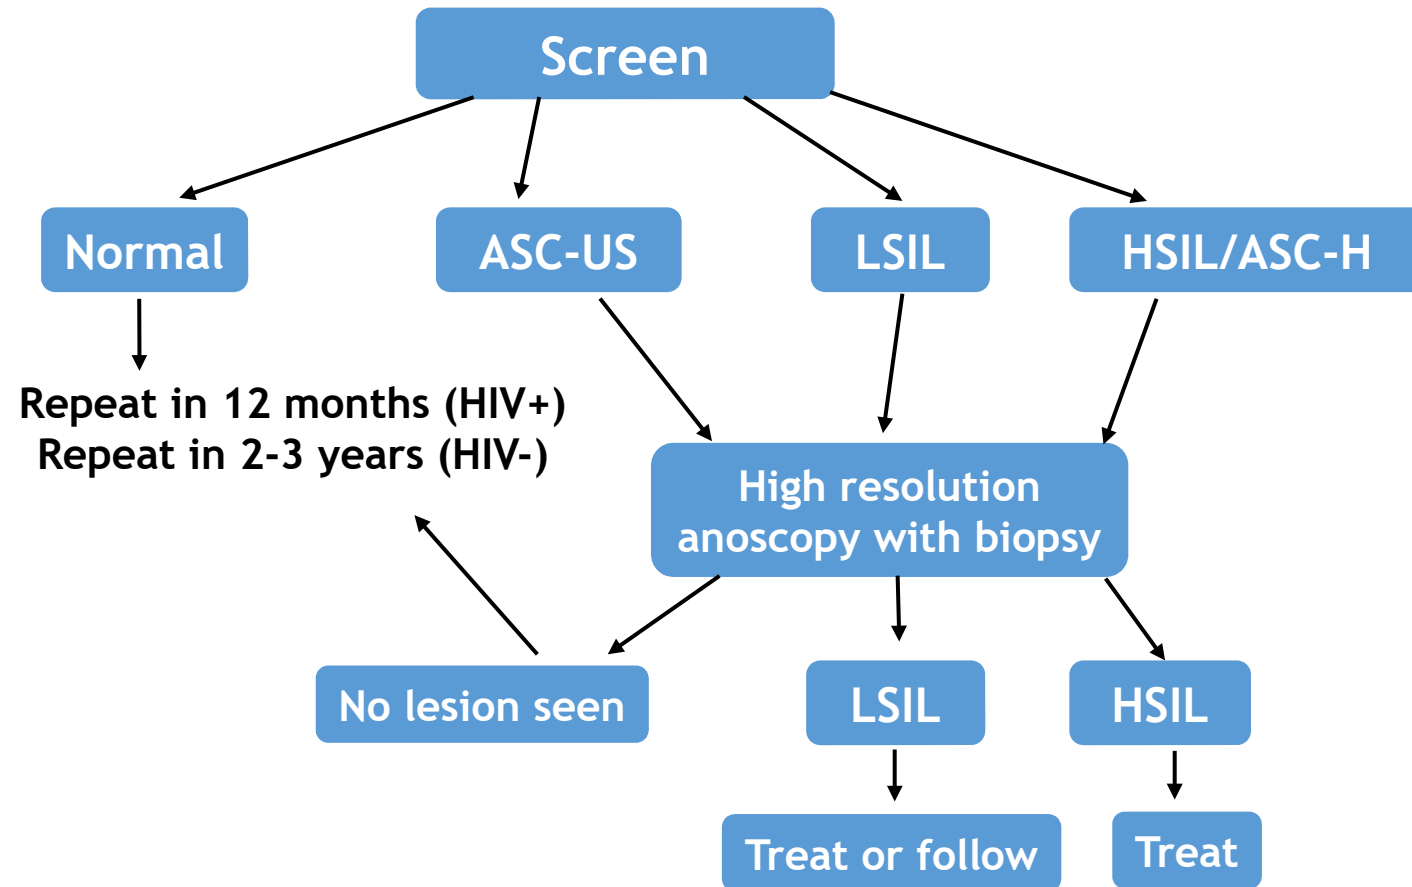 Screen
Normal
ASC-US
LSIL
HSIL/ASC-H
Repeat in 12 months (HIV+)
Repeat in 2-3 years (HIV-)
High resolution
anoscopy with biopsy
No lesion seen
LSIL
HSIL
Treat or follow
Treat